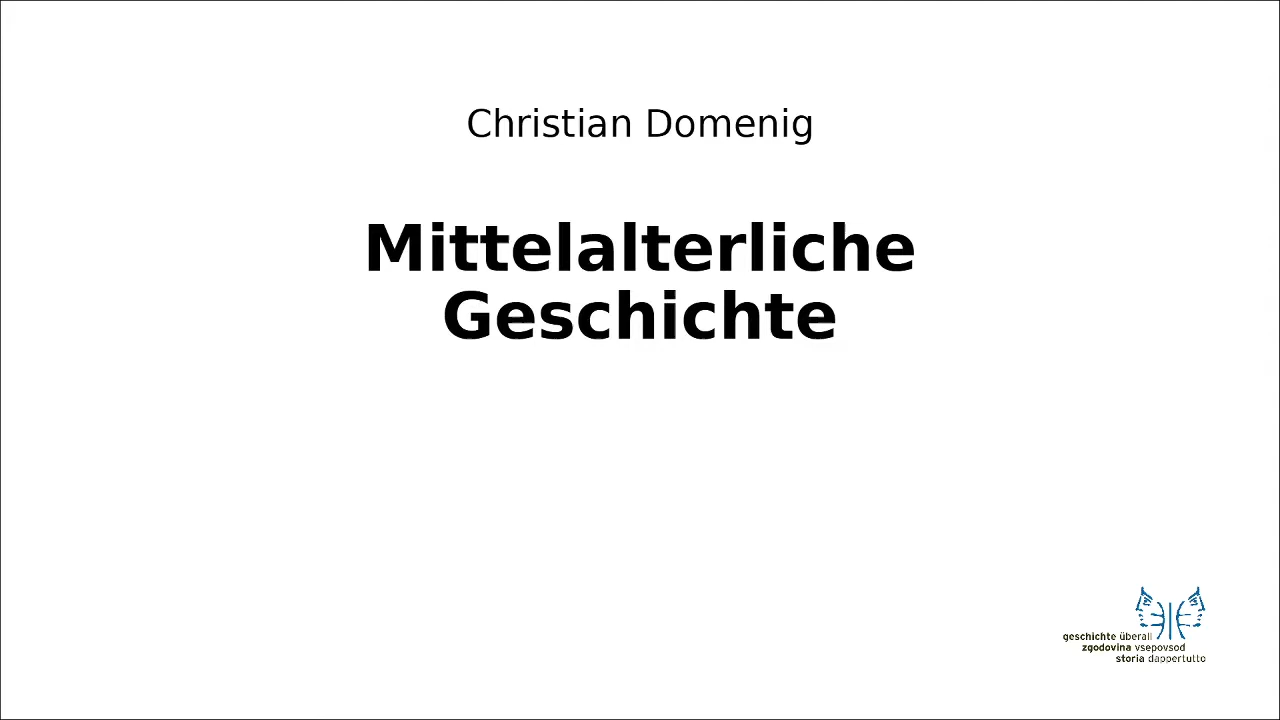 Christian Domenig
Mittelalterliche
Geschichte
geschichte überall
zgodovina vsepovsod
storia dappertutto